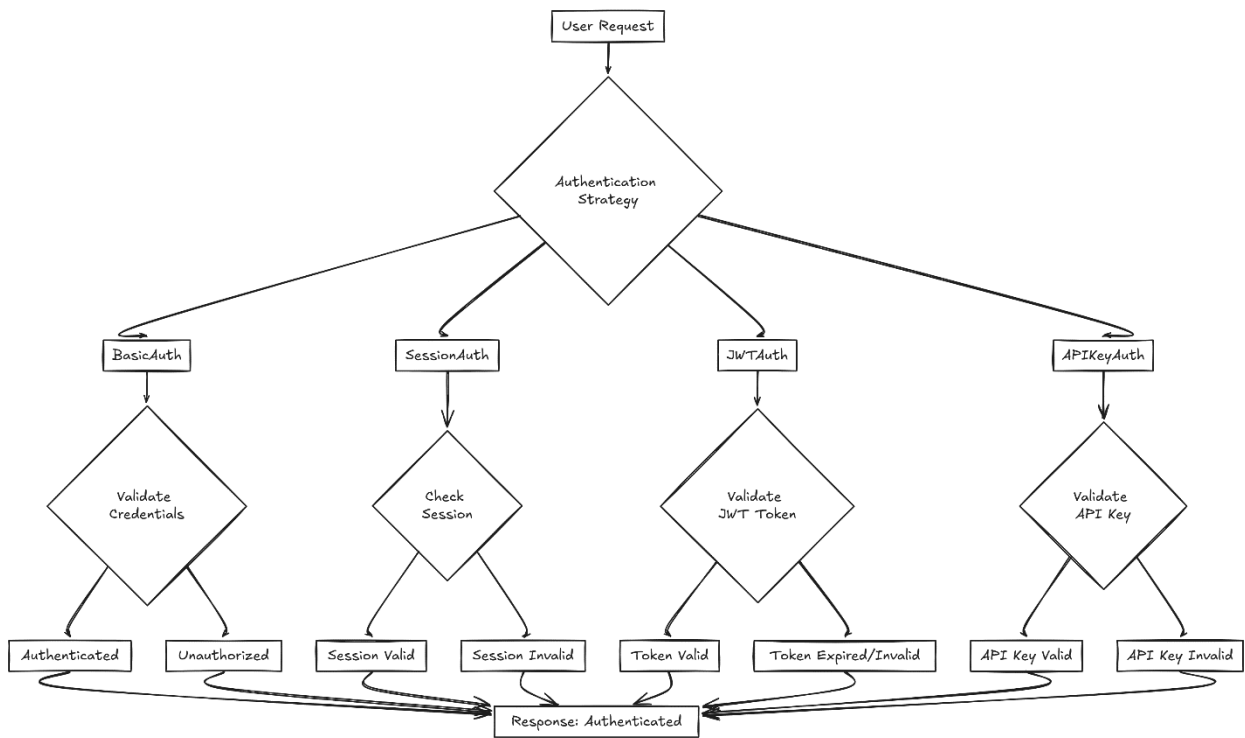 User Request
Authentication
Strategy
BasicAuth
SessionAuth
JWTAuth
APIKeyAuth
Validate
Credentials
Check
Session
Validate
JWT Token
Validate
API Key
Authenticated
Unauthorized
Session Valid
Session Invalid
Token Valid
Token Expired/Invalid
API Key Valid
API Key Invalid
Response: Authenticated